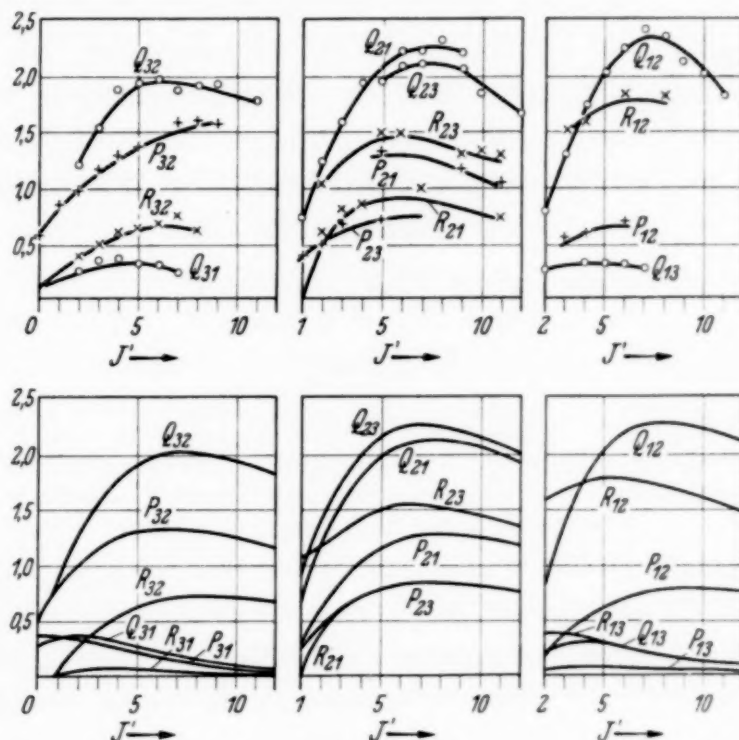 2,5
2,0
1,5
1,0
0,5
0 5 10
J'
Q32
P32
R32
Q31
1 5 10
J'
Q21
Q23
R23
P21
R21
P23
2 5 10
J'
Q12
R12
P12
Q13
2,5
2,0
1,5
1,0
0,5
0 5 10
J'
Q32
P32
R32
Q31 R31 P31
1 5 10
J'
Q23
Q21
R23
P21
P23
R21
2 5 10
J'
Q12
R12
P12
R13 Q13 P13